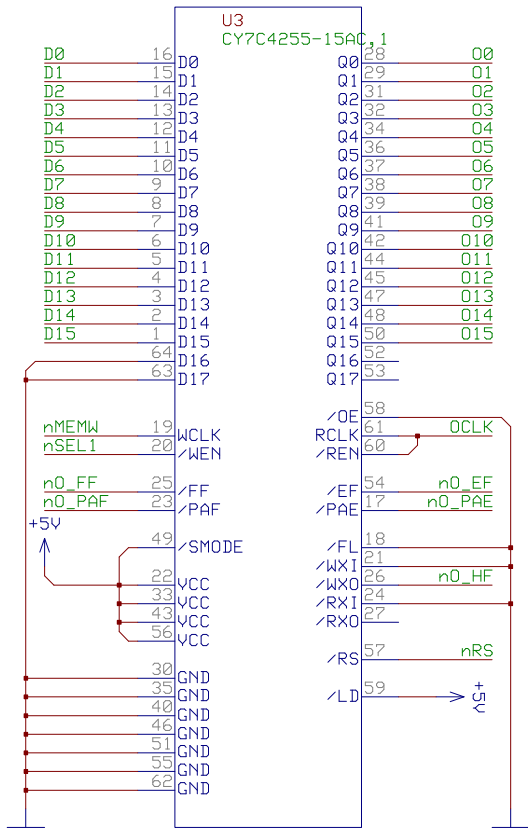 U3
CY7C4255-15AC,1
D0 16 D0 Q0 28 O0
D1 15 D1 Q1 29 O1
D2 14 D2 Q2 31 O2
D3 13 D3 Q3 32 O3
D4 12 D4 Q4 34 O4
D5 11 D5 Q5 36 O5
D6 10 D6 Q6 37 O6
D7 9 D7 Q7 38 O7
D8 8 D8 Q8 39 O8
D9 7 D9 Q9 41 O9
D10 6 D10 Q10 42 O10
D11 5 D11 Q11 44 O11
D12 4 D12 Q12 45 O12
D13 3 D13 Q13 47 O13
D14 2 D14 Q14 48 O14
D15 1 D15 Q15 50 O15
64 D16 Q16 52
63 D17 Q17 53
/OE 58
nMEMW 19 WCLK RCLK 61 OCLK
nSEL1 20 /WEN /REN 60
nO_FF 25 /FF /EF 54 nO_EF
nO_PAF 23 /PAF /PAE 17 nO_PAE
+5V
49 /SMODE /FL 18
/WXI 21
22 VCC /WXO 26 nO_HF
33 VCC /RXI 24
43 VCC /RXO 27
56 VCC
/RS 57 nRS
30 GND
35 GND /LD 59 +5V
40 GND
46 GND
51 GND
55 GND
62 GND